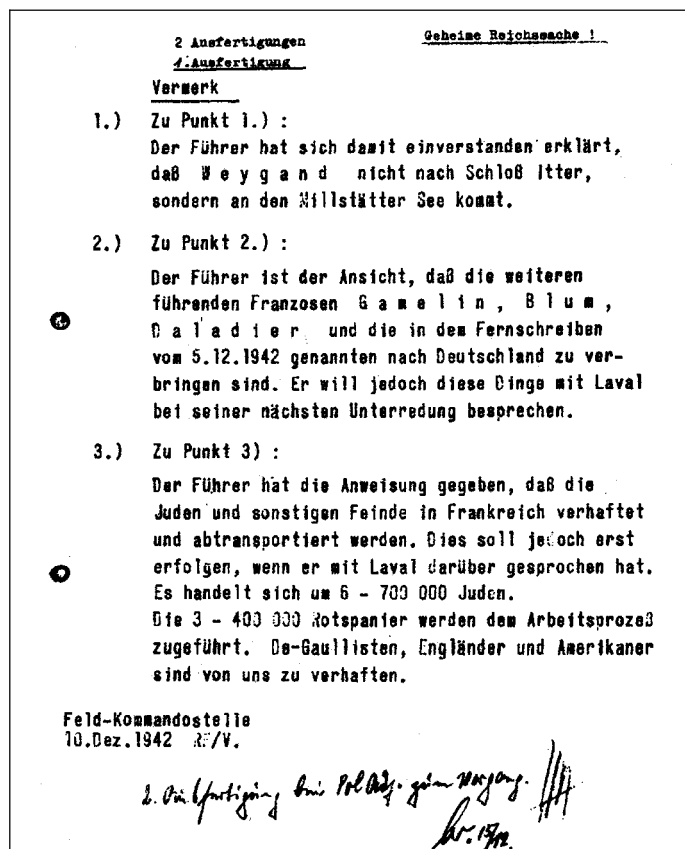 Geheime Reichssache !
2 Ausfertigungen
1.Ausfertigung
Vermerk
1.) Zu Punkt 1.) :
Der Führer hat sich damit einverstanden erklärt,
daß W e y g a n d nicht nach Schloß Itter,
sondern an den Millstätter See kommt.
2.) Zu Punkt 2.) :
Der Führer ist der Ansicht, daß die weiteren
führenden Franzosen G a m e l i n , B l u m ,
D a l a d i e r und die in dem Fernschreiben
vom 5.12.1942 genannten nach Deutschland zu ver-
bringen sind. Er will jedoch diese Dinge mit Laval
bei seiner nächsten Unterredung besprechen.
3.) Zu Punkt 3) :
Der Führer hat die Anweisung gegeben, daß die
Juden und sonstigen Feinde in Frankreich verhaftet
und abtransportiert werden. Dies soll jedoch erst
erfolgen, wenn er mit Laval darüber gesprochen hat.
Es handelt sich um 6 - 700 000 Juden.
Die 3 - 400 000 Rotspanier werden dem Arbeitsprozeß
zugeführt. De-Gaullisten, Engländer und Amerikaner
sind von uns zu verhaften.
Feld-Kommandostelle
10.Dez.1942 RF/V.
2. Ausfertigung zum Vorgang.
15/12.